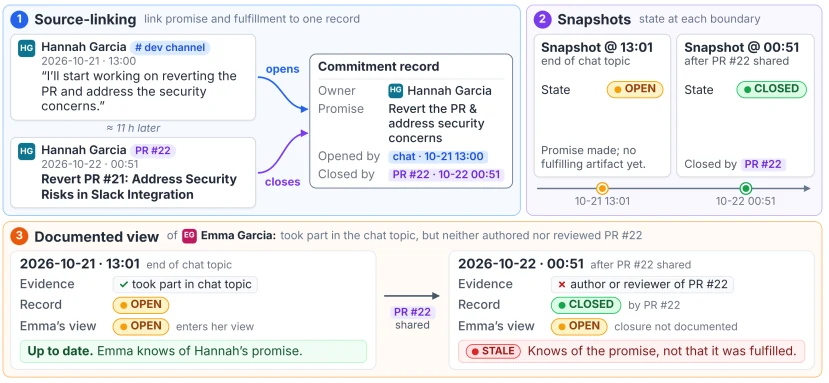 1 Source-linking link promise and fulfillment to one record
HG Hannah Garcia # dev channel
2026-10-21 · 13:00
“I’ll start working on reverting the
PR and address the security
concerns.”
≈ 11 h later
HG Hannah Garcia PR #22
2026-10-22 · 00:51
Revert PR #21: Address Security
Risks in Slack Integration
opens
closes
Commitment record
Owner HG Hannah Garcia
Promise Revert the PR &
address security
concerns
Opened by chat · 10-21 13:00
Closed by PR #22 · 10-22 00:51
2 Snapshots state at each boundary
Snapshot @ 13:01
end of chat topic
State OPEN
Promise made; no
fulfilling artifact yet.
Snapshot @ 00:51
after PR #22 shared
State CLOSED
Closed by PR #22
10-21 13:01
10-22 00:51
3 Documented view of EG Emma Garcia: took part in the chat topic, but neither authored nor reviewed PR #22
2026-10-21 · 13:01 end of chat topic
Evidence ✓ took part in chat topic
Record OPEN
Emma’s view OPEN enters her view
Up to date. Emma knows of Hannah’s promise.
PR #22
shared
2026-10-22 · 00:51 after PR #22 shared
Evidence × author or reviewer of PR #22
Record CLOSED by PR #22
Emma’s view OPEN closure not documented
STALE Knows of the promise, not that it was fulfilled.